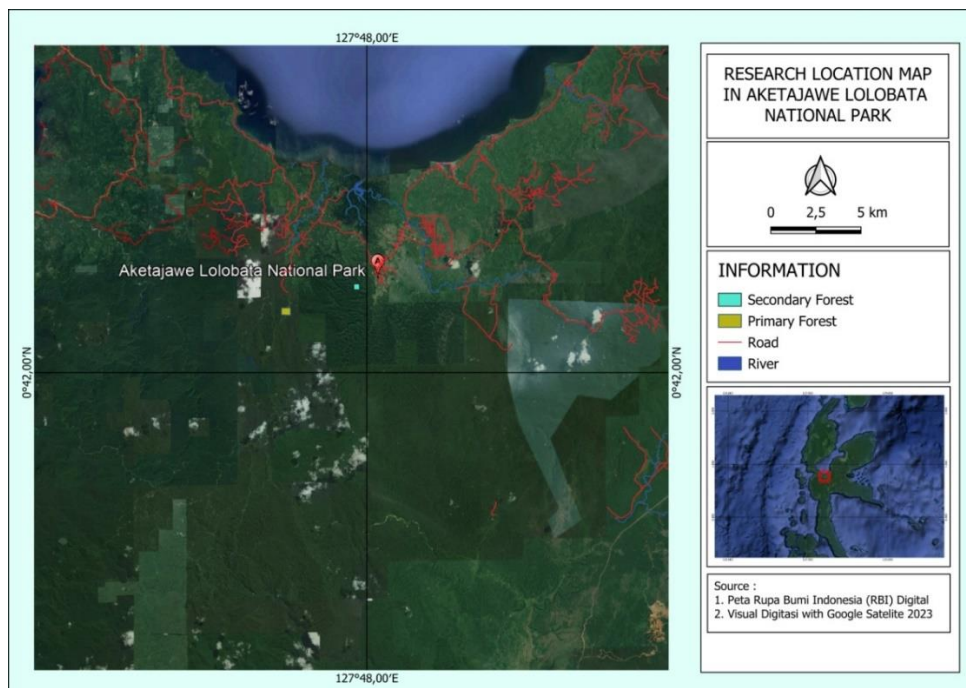 127°48,00'E
0°42,00'N
Aketajawe Lolobata National Park
A
0°42,00'N
127°48,00'E
RESEARCH LOCATION MAP
IN AKETAJAWE LOLOBATA
NATIONAL PARK
0 2,5 5 km
INFORMATION
Secondary Forest
Primary Forest
Road
River
Source :
1. Peta Rupa Bumi Indonesia (RBI) Digital
2. Visual Digitasi with Google Satelite 2023